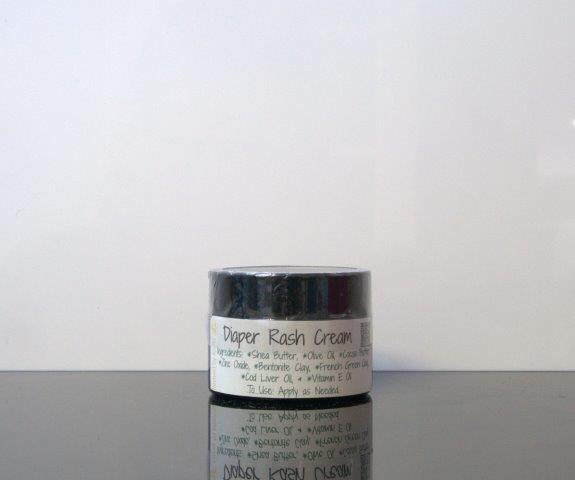 Diaper Rash Cream
Ingredients: *Shea Butter, *Olive Oil, *Cocoa Butter,
*Zinc Oxide, *Bentonite Clay, *French Green Clay,
*Cod Liver Oil, & *Vitamin E Oil
To Use: Apply as Needed